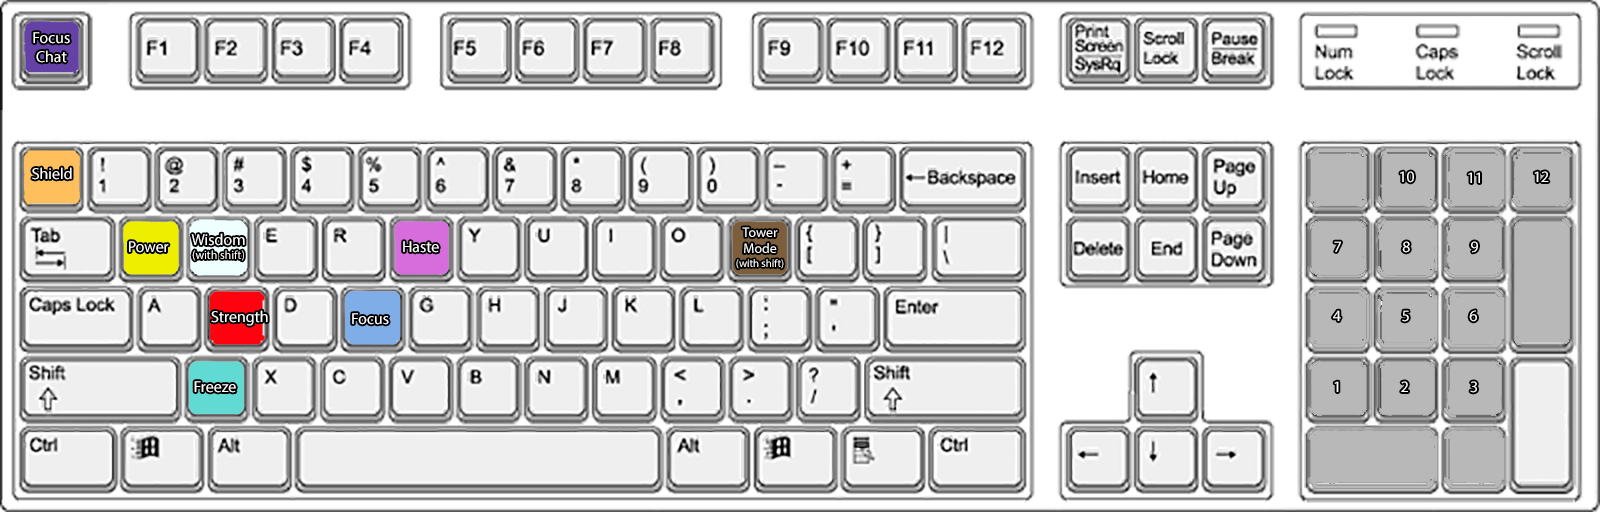 Focus
Chat
F1
F2
F3
F4
F5
F6
F7
F8
F9
F10
F11
F12
Print
Screen
SysRq
Scroll
Lock
Pause
Break
Num
Lock
Caps
Lock
Scroll
Lock
Shield
!
1
@
2
#
3
$
4
%
5
^
6
&
7
*
8
(
9
)
0
–
-
+
=
←Backspace
Insert
Home
Page
Up
10
11
12
Tab
Power
Wisdom
(with shift)
E
R
Haste
Y
U
I
O
Tower
Mode
(with shift)
{
[
}
]
|
\
Delete
End
Page
Down
7
8
9
Caps Lock
A
Strength
D
Focus
G
H
J
K
L
:
;
"
'
Enter
4
5
6
Shift
Freeze
X
C
V
B
N
M
<
,
>
.
?
/
Shift
↑
1
2
3
Ctrl
Alt
Alt
Ctrl
←
↓
→